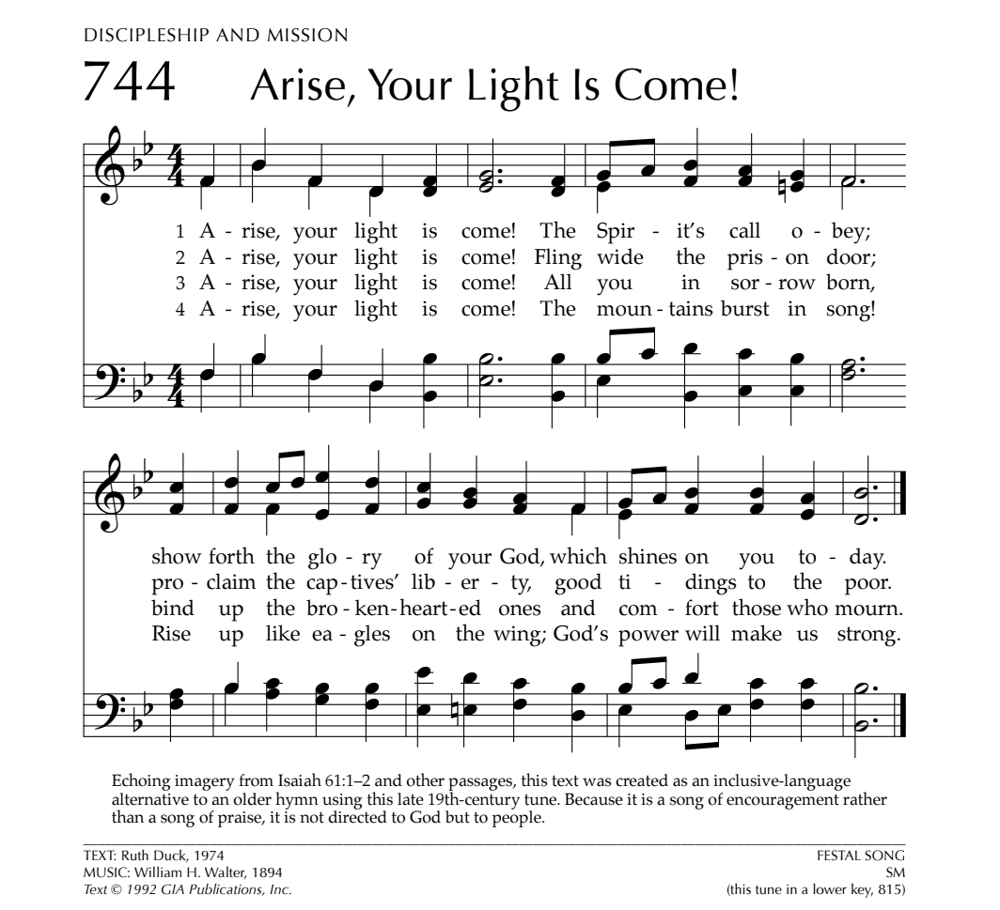 DISCIPLESHIP AND MISSION
744 Arise, Your Light Is Come!
4
4
1 A - rise, your light is come! The Spir - it's call o - bey;
2 A - rise, your light is come! Fling wide the pris - on door;
3 A - rise, your light is come! All you in sor - row born,
4 A - rise, your light is come! The moun - tains burst in song!
4
4
show forth the glo - ry of your God, which shines on you to - day.
pro - claim the cap - tives' lib - er - ty, good ti - dings to the poor.
bind up the bro - ken - heart - ed ones and com - fort those who mourn.
Rise up like ea - gles on the wing; God's power will make us strong.
Echoing imagery from Isaiah 61:1–2 and other passages, this text was created as an inclusive-language
alternative to an older hymn using this late 19th-century tune. Because it is a song of encouragement rather
than a song of praise, it is not directed to God but to people.
TEXT: Ruth Duck, 1974 FESTAL SONG
MUSIC: William H. Walter, 1894 SM
Text © 1992 GIA Publications, Inc. (this tune in a lower key, 815)